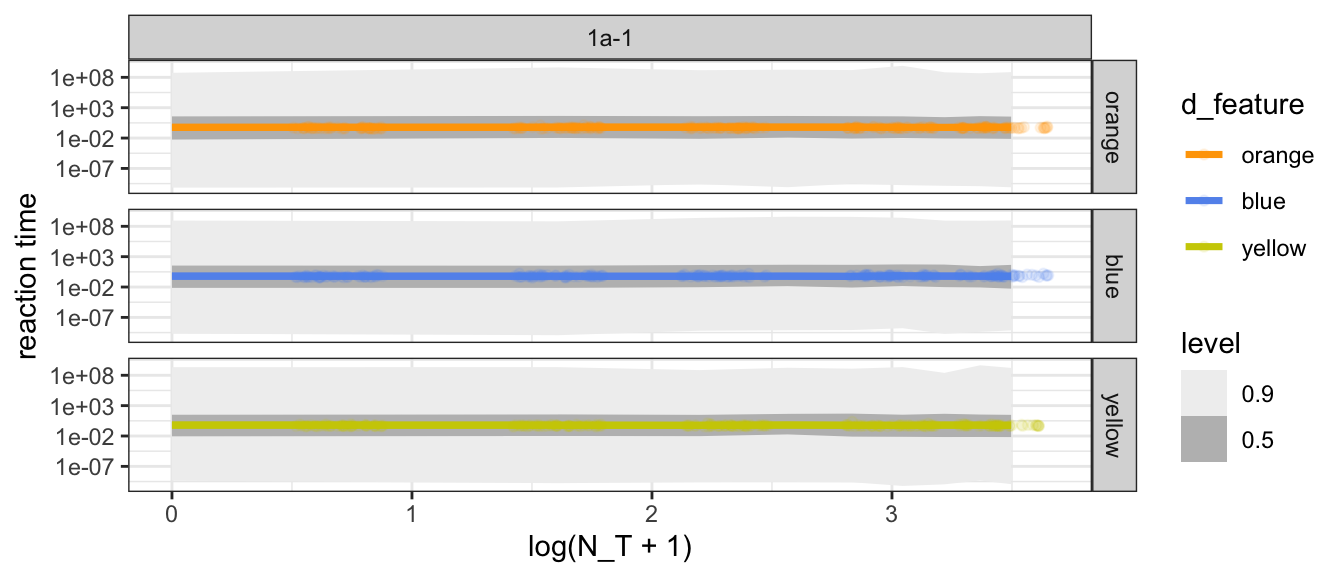 1a-1
reaction time
1e+08
1e+03
1e-02
1e-07
orange
1e+08
1e+03
1e-02
1e-07
blue
1e+08
1e+03
1e-02
1e-07
yellow
0 1 2 3
log(N_T + 1)
d_feature
orange
blue
yellow
level
0.9
0.5